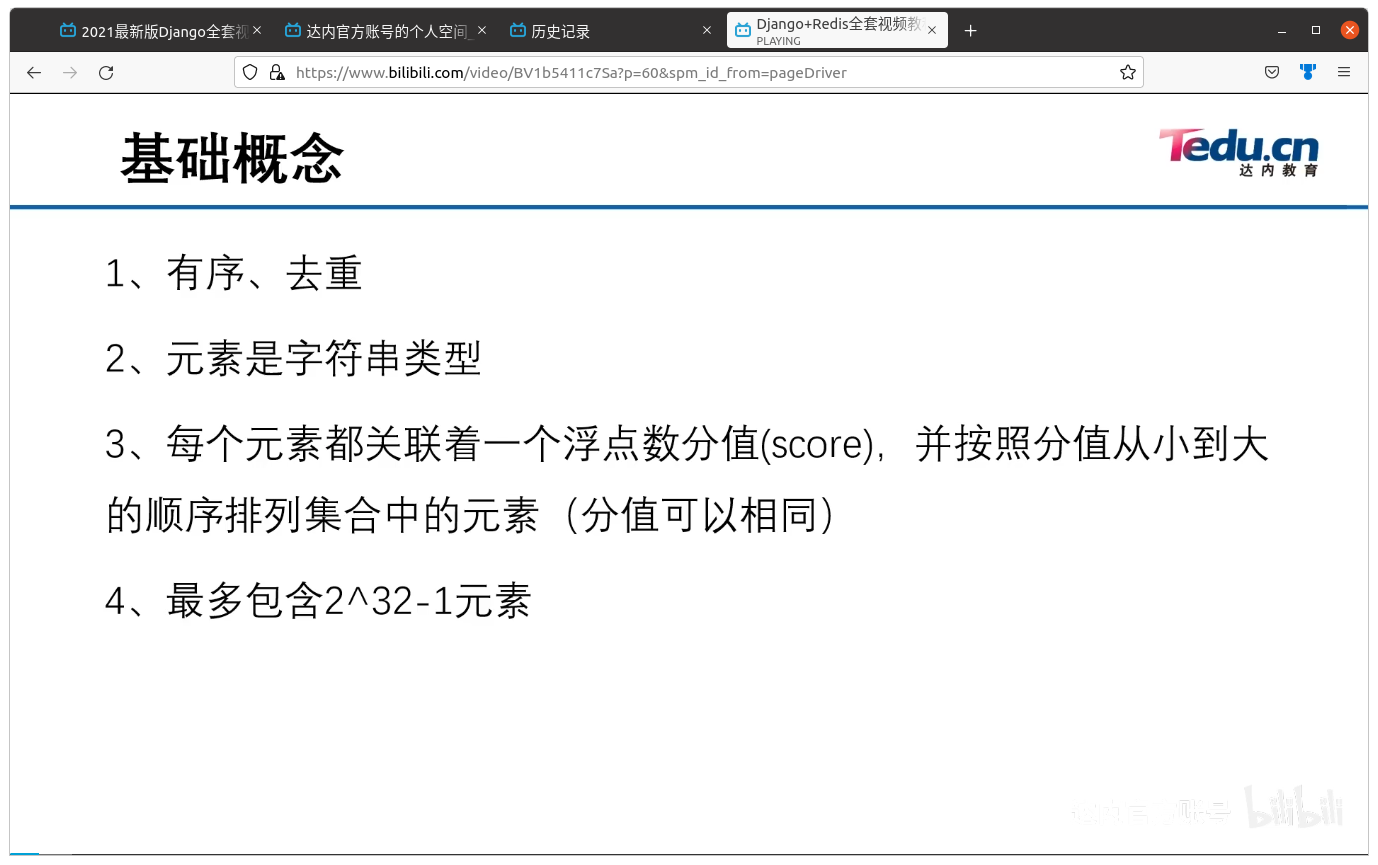 2021最新版Django全套视
达内官方账号的个人空间_
历史记录
Django+Redis全套视频教
PLAYING
https://www.bilibili.com/video/BV1b5411c7Sa?p=60&spm_id_from=pageDriver
基础概念
Tedu.cn
达内教育
1、有序、去重
2、元素是字符串类型
3、每个元素都关联着一个浮点数分值(score)，并按照分值从小到大
的顺序排列集合中的元素（分值可以相同）
4、最多包含2^32-1元素
达内官方账号 bilibili